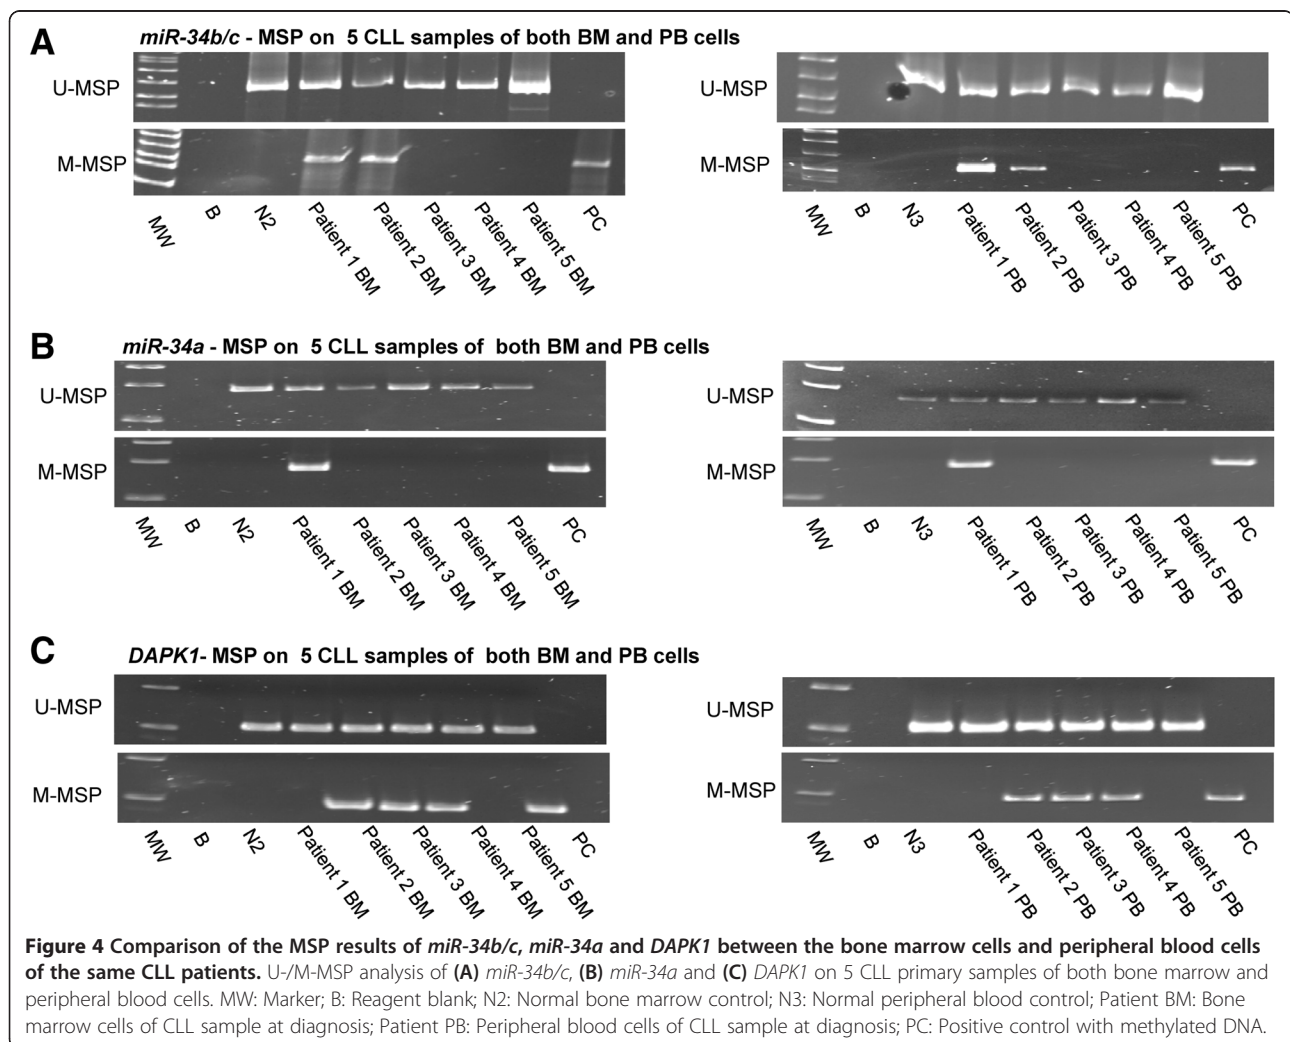 A
miR-34b/c - MSP on 5 CLL samples of both BM and PB cells
U-MSP
U-MSP
M-MSP
M-MSP
MW
B
N2
Patient 1 BM
Patient 2 BM
Patient 3 BM
Patient 4 BM
Patient 5 BM
PC
MW
B
N3
Patient 1 PB
Patient 2 PB
Patient 3 PB
Patient 4 PB
Patient 5 PB
PC
B
miR-34a - MSP on 5 CLL samples of both BM and PB cells
U-MSP
U-MSP
M-MSP
M-MSP
MW
B
N2
Patient 1 BM
Patient 2 BM
Patient 3 BM
Patient 4 BM
Patient 5 BM
PC
MW
B
N3
Patient 1 PB
Patient 2 PB
Patient 3 PB
Patient 4 PB
Patient 5 PB
PC
C
DAPK1- MSP on 5 CLL samples of both BM and PB cells
U-MSP
U-MSP
M-MSP
M-MSP
MW
B
N2
Patient 1 BM
Patient 2 BM
Patient 3 BM
Patient 4 BM
Patient 5 BM
PC
MW
B
N3
Patient 1 PB
Patient 2 PB
Patient 3 PB
Patient 4 PB
Patient 5 PB
PC
Figure 4 Comparison of the MSP results of miR-34b/c, miR-34a and DAPK1 between the bone marrow cells and peripheral blood cells
of the same CLL patients. U-/M-MSP analysis of (A) miR-34b/c, (B) miR-34a and (C) DAPK1 on 5 CLL primary samples of both bone marrow and
peripheral blood cells. MW: Marker; B: Reagent blank; N2: Normal bone marrow control; N3: Normal peripheral blood control; Patient BM: Bone
marrow cells of CLL sample at diagnosis; Patient PB: Peripheral blood cells of CLL sample at diagnosis; PC: Positive control with methylated DNA.